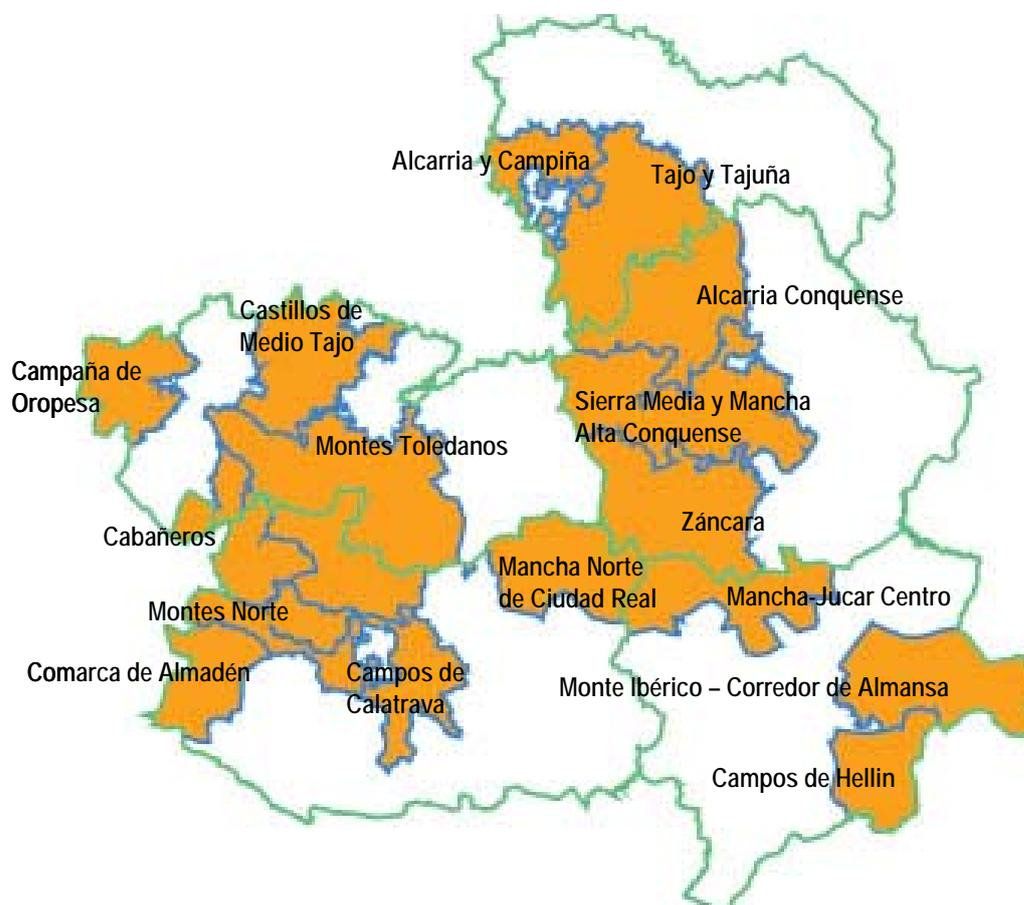 Alcarria y Campiña
Tajo y Tajuña
Alcarria Conquense
Castillos de
Medio Tajo
Campaña de
Oropesa
Sierra Media y Mancha
Alta Conquense
Montes Toledanos
Záncara
Cabañeros
Mancha Norte
de Ciudad Real
Mancha-Jucar Centro
Montes Norte
Comarca de Almadén
Campos de
Calatrava
Monte Ibérico – Corredor de Almansa
Campos de Hellin